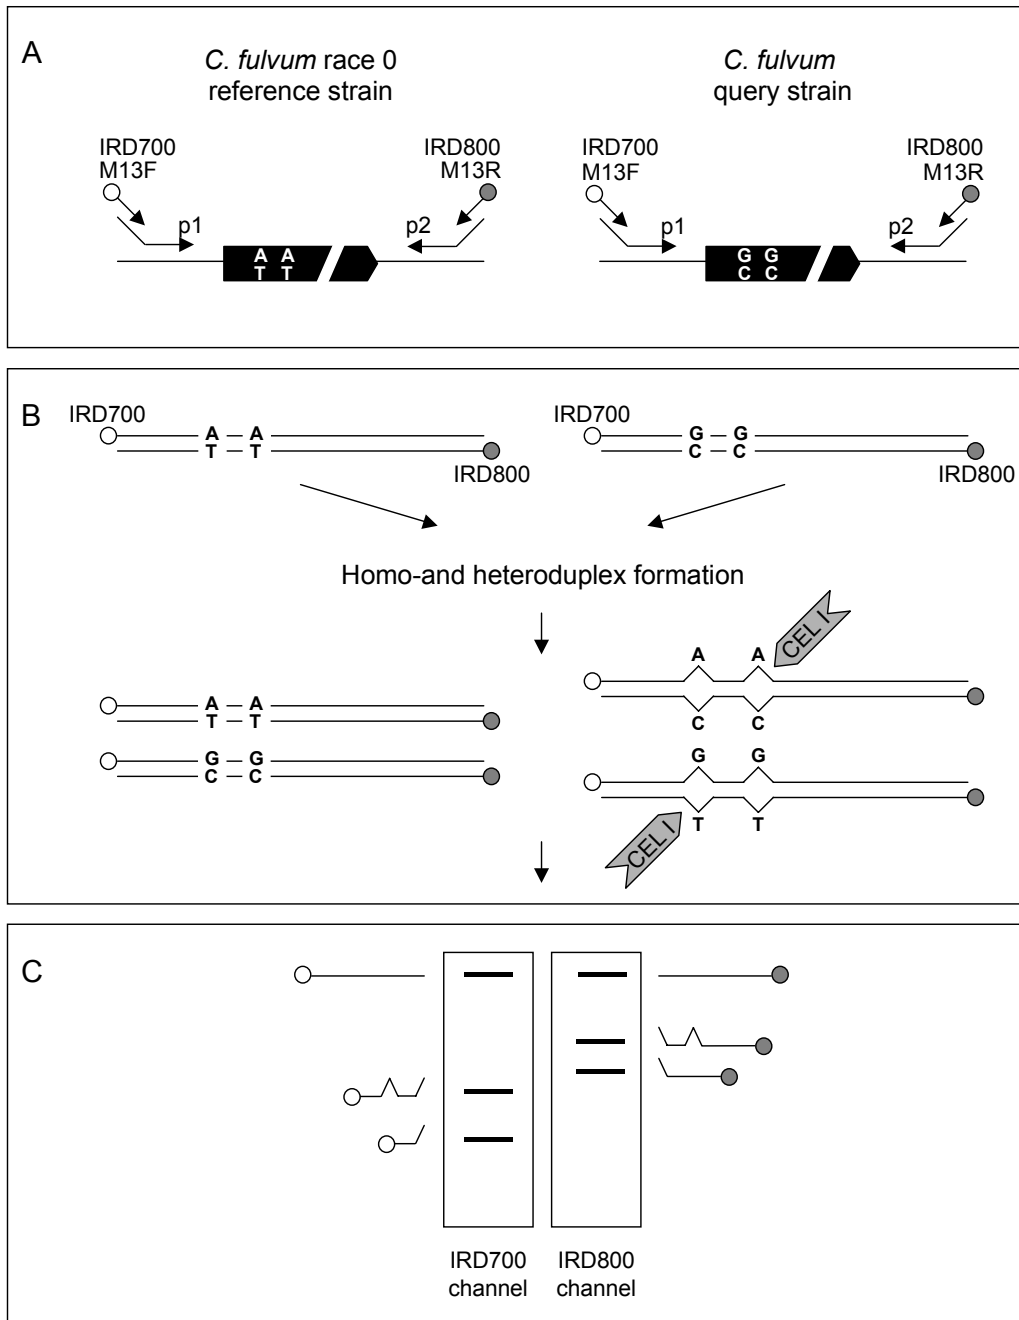 A
C. fulvum race 0
reference strain
C. fulvum
query strain
IRD700
M13F
IRD800
M13R
IRD700
M13F
IRD800
M13R
p1
p2
p1
p2
A A
T T
G G
C C
B
IRD700
IRD700
A A
T T
G G
C C
IRD800
IRD800
Homo-and heteroduplex formation
CEL I
A A
C C
A A
T T
G G
C C
G G
T T
CEL I
C
IRD700
channel
IRD800
channel